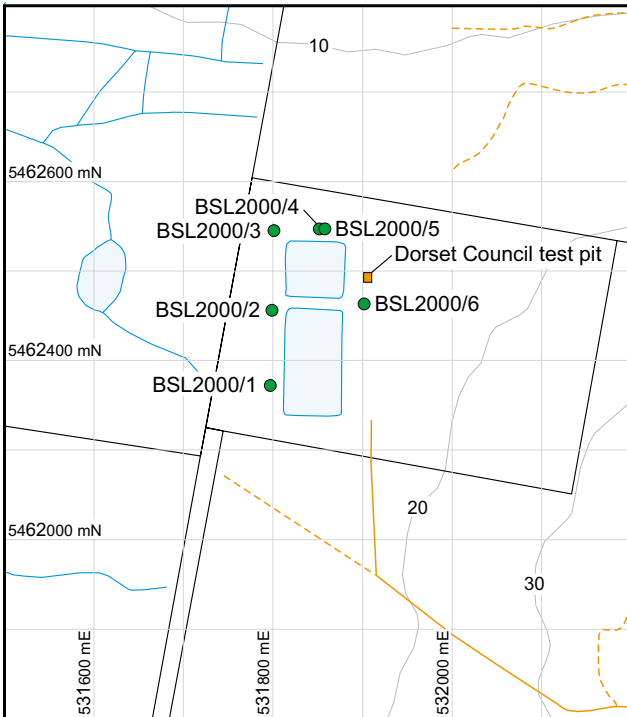 10
5462600 mN
BSL2000/4
BSL2000/3
BSL2000/5
Dorset Council test pit
BSL2000/2
BSL2000/6
5462400 mN
BSL2000/1
20
5462000 mN
30
531600 mE
531800 mE
532000 mE